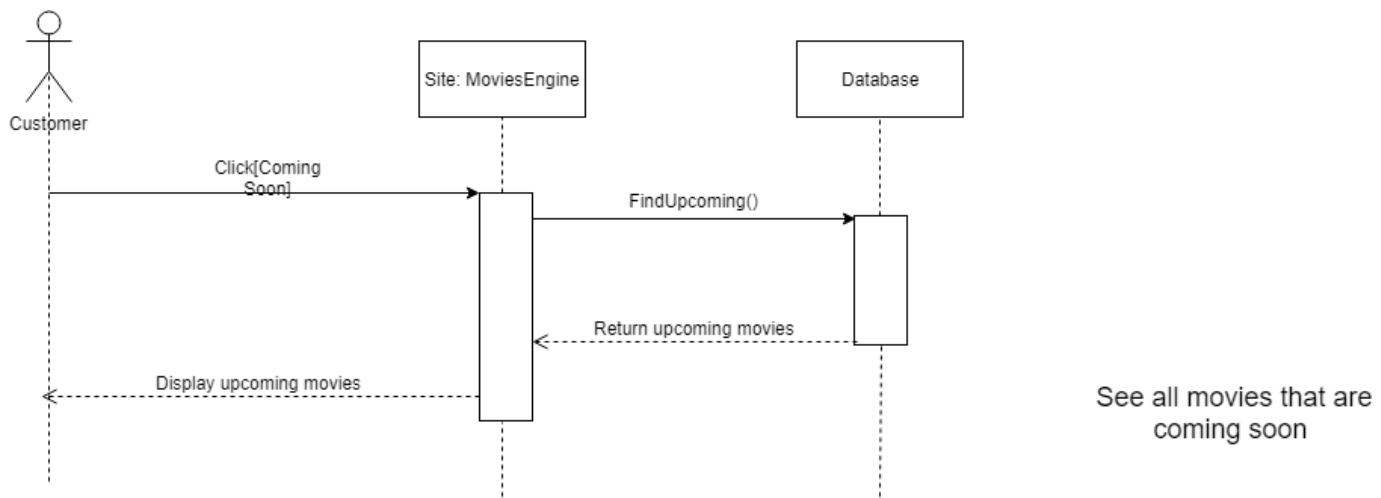 Site: MoviesEngine
Database
Customer
Click[Coming
Soon]
FindUpcoming()
Return upcoming movies
Display upcoming movies
See all movies that are
coming soon